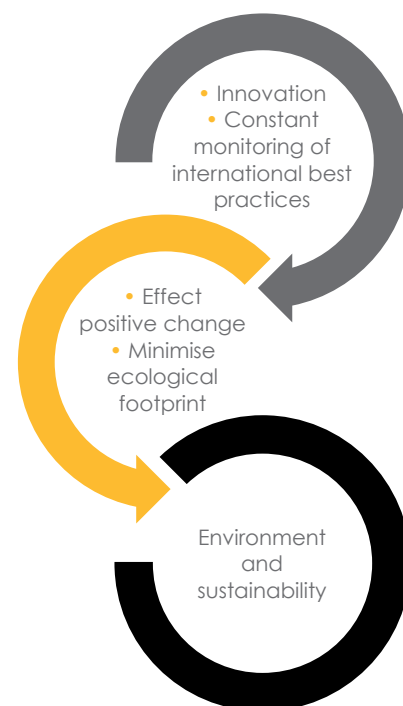 • Innovation
• Constant
monitoring of
international best
practices
• Effect
positive change
• Minimise
ecological
footprint
Environment
and
sustainability